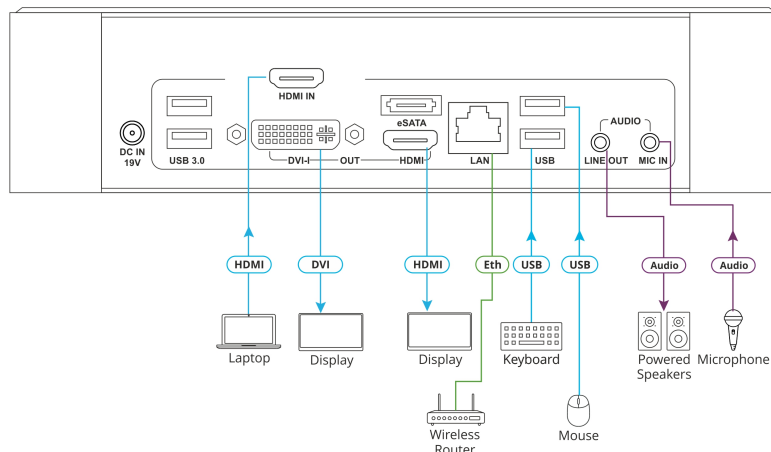 HDMI IN
eSATA
AUDIO
DC IN
19V
USB 3.0
DVI-I
OUT
HDMI
LAN
USB
LINE OUT
MIC IN
HDMI
DVI
HDMI
Eth
USB
USB
Audio
Audio
Laptop
Display
Display
Keyboard
Powered
Speakers
Microphone
Wireless
Router
Mouse